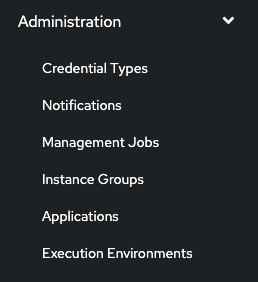 Administration
Credential Types
Notifications
Management Jobs
Instance Groups
Applications
Execution Environments